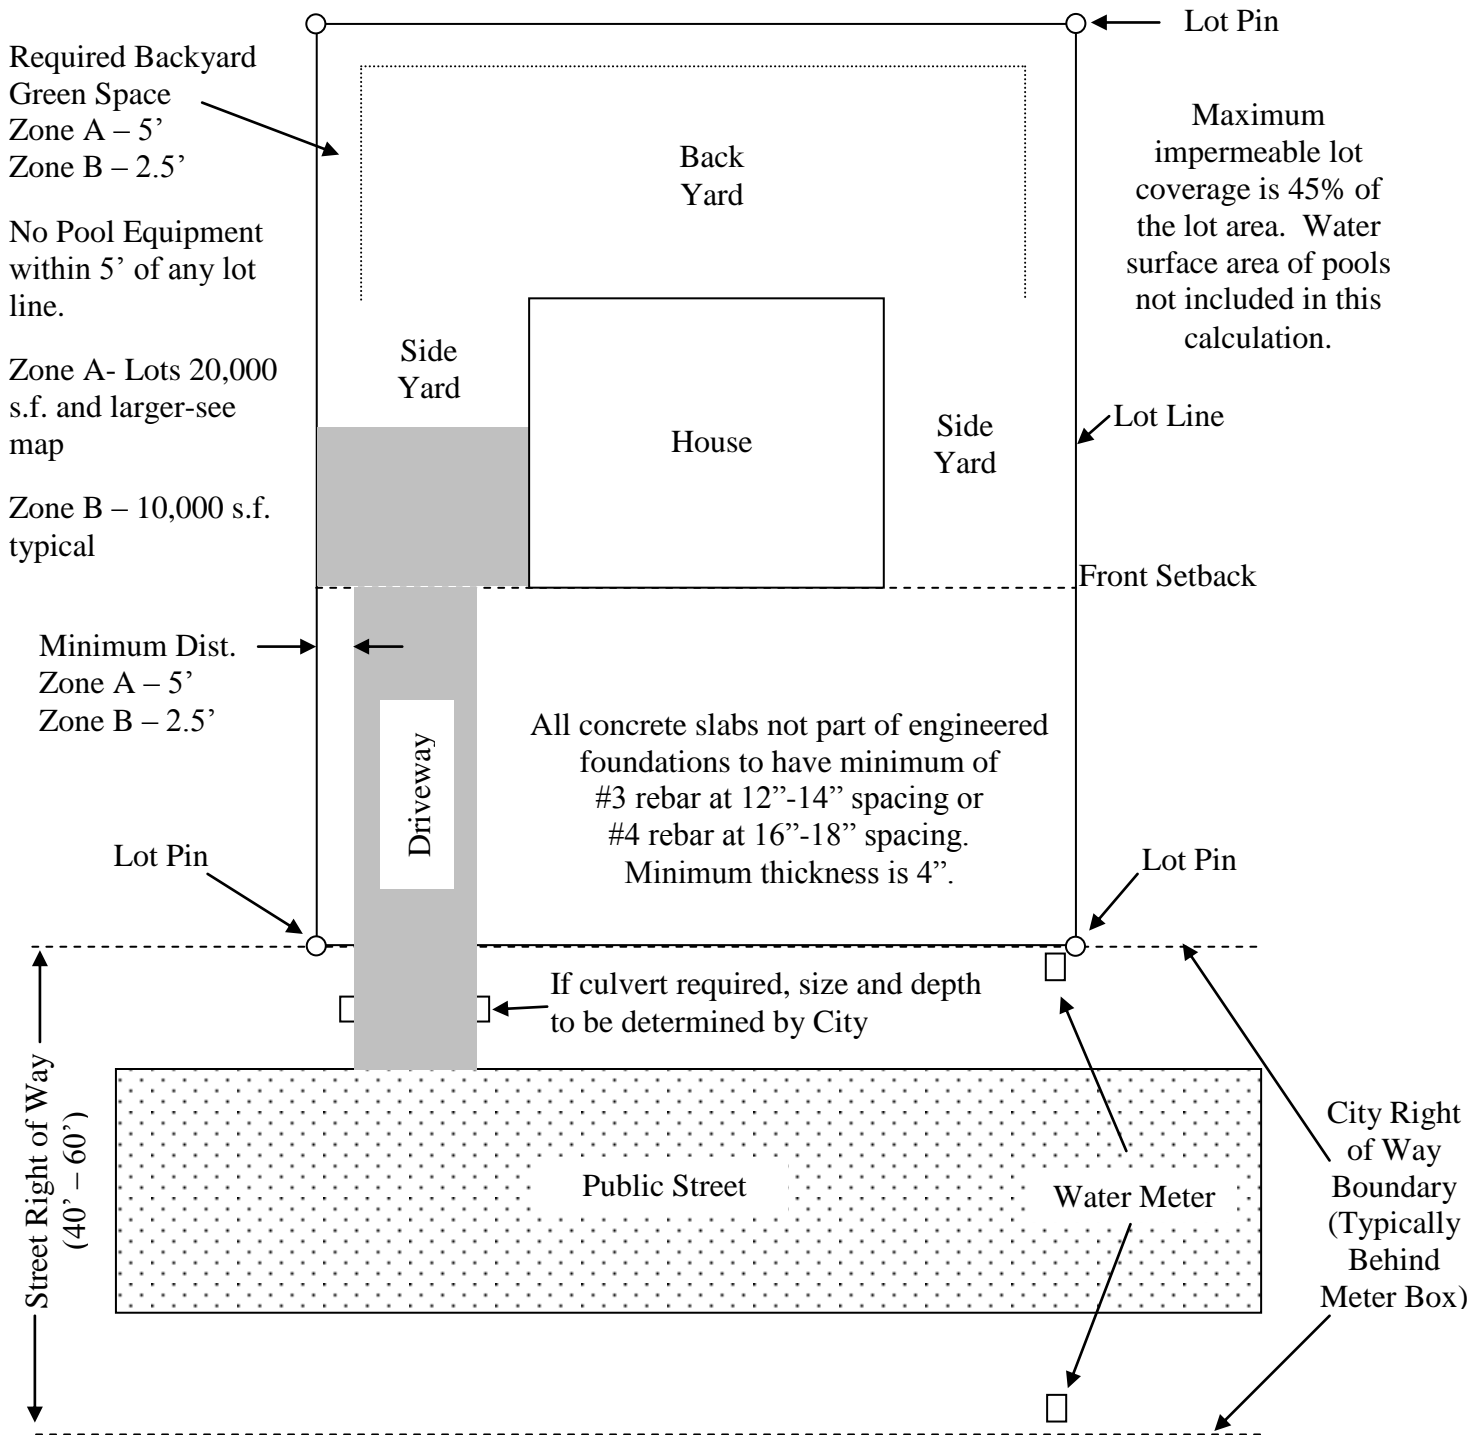 Lot Pin
Required Backyard
Green Space
Zone A – 5’
Zone B – 2.5’
Maximum
impermeable lot
coverage is 45% of
the lot area.  Water
surface area of pools
not included in this
calculation.
Back
Yard
No Pool Equipment
within 5’ of any lot
line.
Side
Yard
Zone A- Lots 20,000
s.f. and larger-see
map
Lot Line
House
Side
Yard
Zone B – 10,000 s.f.
typical
Front Setback
Minimum Dist.
Zone A – 5’
Zone B – 2.5’
Driveway
All concrete slabs not part of engineered
foundations to have minimum of
#3 rebar at 12”-14” spacing or
#4 rebar at 16”-18” spacing.
Minimum thickness is 4”.
Lot Pin
Lot Pin
If culvert required, size and depth
to be determined by City
Street Right of Way
(40’ – 60’)
Public Street
Water Meter
City Right
of Way
Boundary
(Typically
Behind
Meter Box)